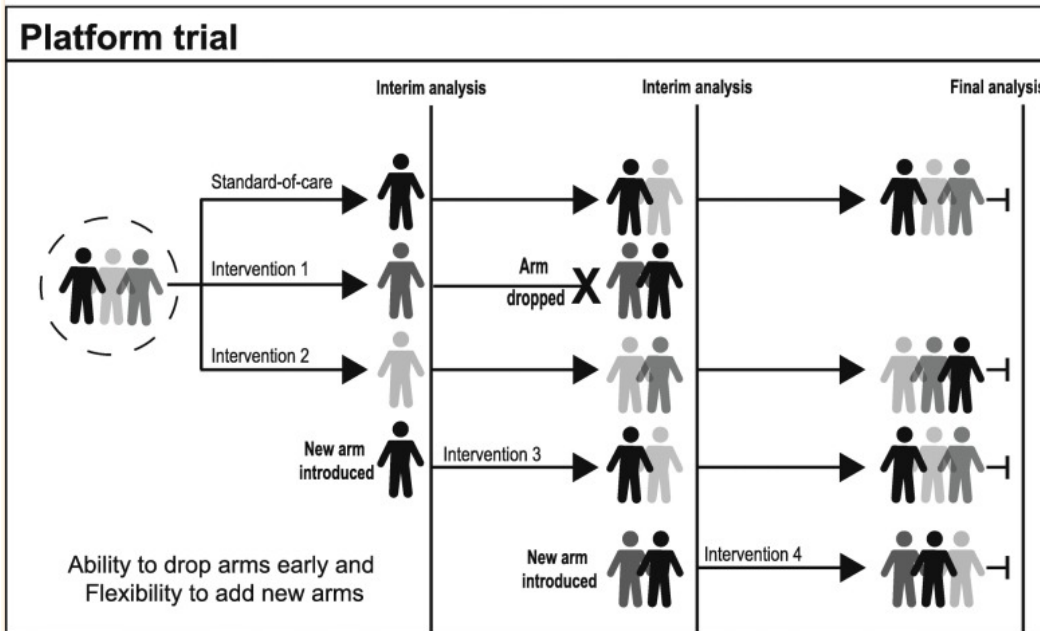 Platform trial
Interim analysis
Interim analysis
Final analysis
Standard-of-care
Intervention 1
Arm
dropped
X
Intervention 2
New arm
introduced
Intervention 3
New arm
introduced
Intervention 4
Ability to drop arms early and
Flexibility to add new arms